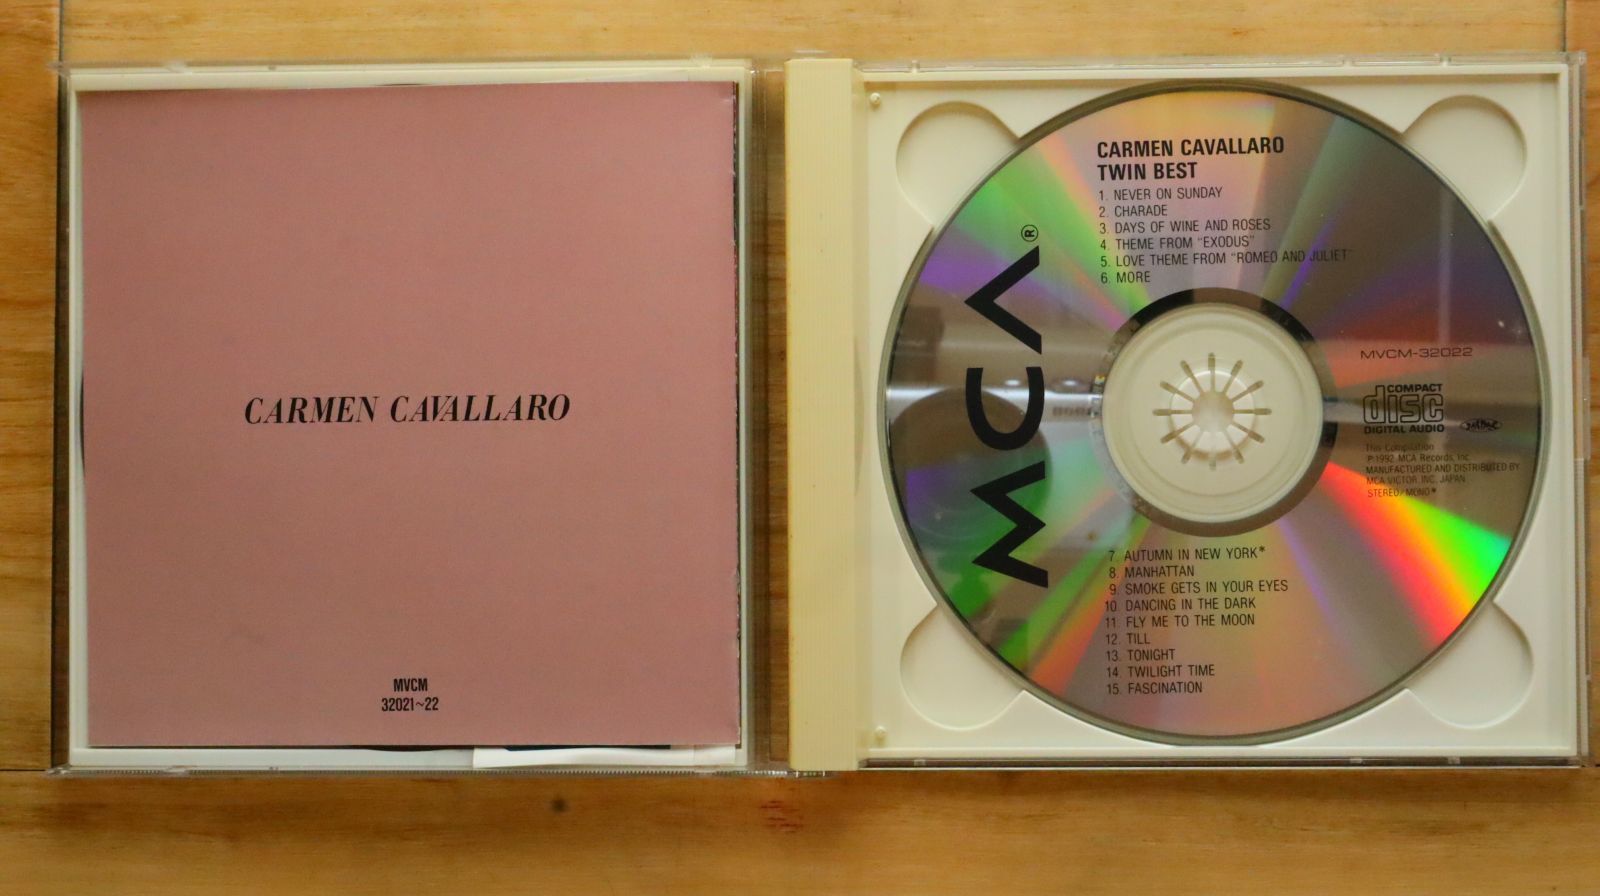 CARMEN CAVALLARO
MVCM
32021~22
CARMEN CAVALLARO
TWIN BEST
1. NEVER ON SUNDAY
2. CHARADE
3. DAYS OF WINE AND ROSES
4. THEME FROM "EXODUS"
5. LOVE THEME FROM "ROMEO AND JULIET"
6. MORE
MCA®
MVCM-32022
COMPACT
disc
DIGITAL AUDIO
This Compilation
℗1992 MCA Records, Inc.
MANUFACTURED AND DISTRIBUTED BY
MCA VICTOR, INC. JAPAN
STEREO/MONO*
7. AUTUMN IN NEW YORK*
8. MANHATTAN
9. SMOKE GETS IN YOUR EYES
10. DANCING IN THE DARK
11. FLY ME TO THE MOON
12. TILL
13. TONIGHT
14. TWILIGHT TIME
15. FASCINATION